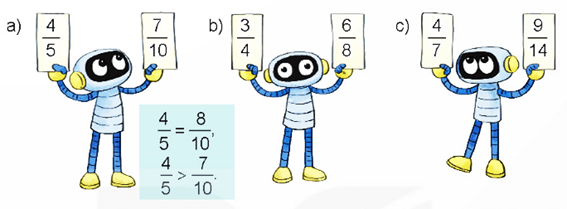 a) 4/5 7/10 b) 3/4 6/8 c) 4/7 9/14
4/5 = 8/10,
4/5 > 7/10.